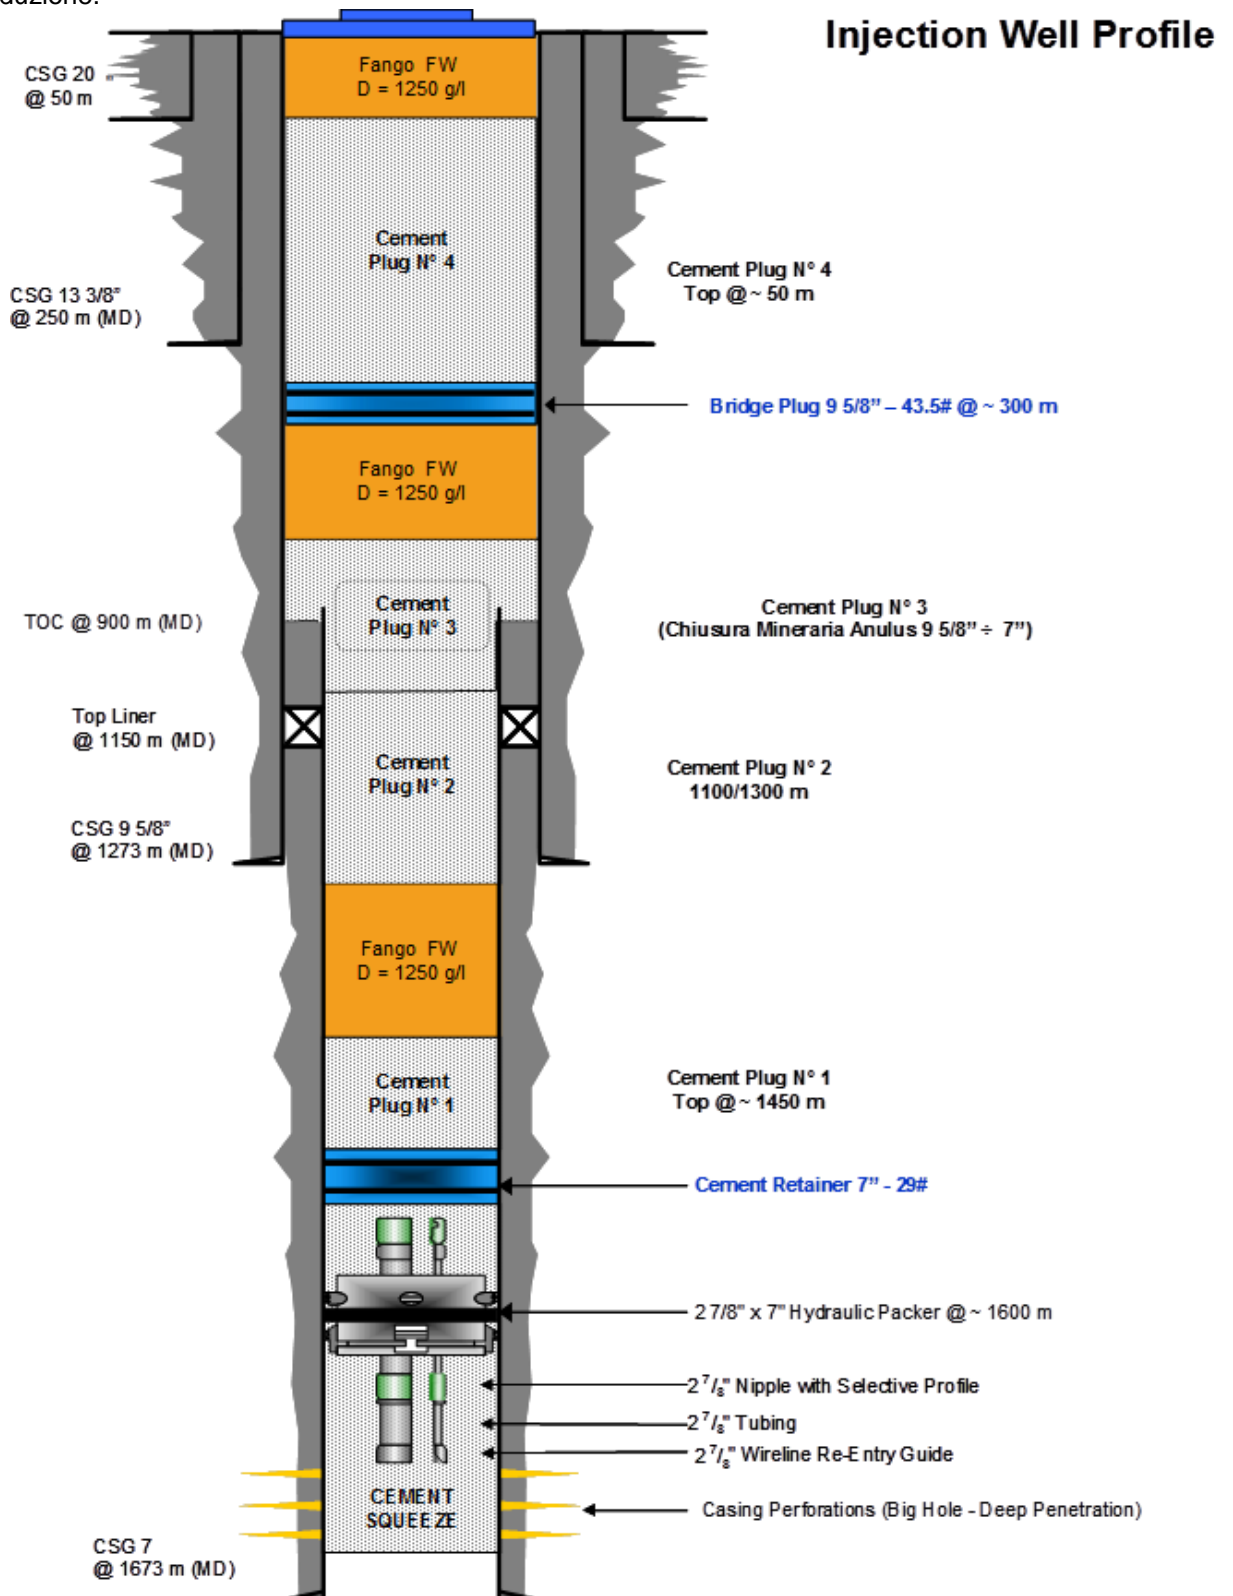 duzione.
Injection Well Profile
Fango FW
D = 1250 g/l
CSG 20 "
@ 50 m
Cement
Plug N° 4
Cement Plug N° 4
Top @ ~ 50 m
CSG 13 3/8"
@ 250 m (MD)
Bridge Plug 9 5/8" – 43.5# @ ~ 300 m
Fango FW
D = 1250 g/l
Cement
Plug N° 3
Cement Plug N° 3
(Chiusura Mineraria Anulus 9 5/8" ÷ 7")
TOC @ 900 m (MD)
Top Liner
@ 1150 m (MD)
Cement
Plug N° 2
Cement Plug N° 2
1100/1300 m
CSG 9 5/8"
@ 1273 m (MD)
Fango FW
D = 1250 g/l
Cement
Plug N° 1
Cement Plug N° 1
Top @ ~ 1450 m
Cement Retainer 7" - 29#
2 7/8" x 7" Hydraulic Packer @ ~ 1600 m
2 7/8" Nipple with Selective Profile
2 7/8" Tubing
2 7/8" Wireline Re-Entry Guide
CEMENT
SQUEEZE
Casing Perforations (Big Hole - Deep Penetration)
CSG 7
@ 1673 m (MD)